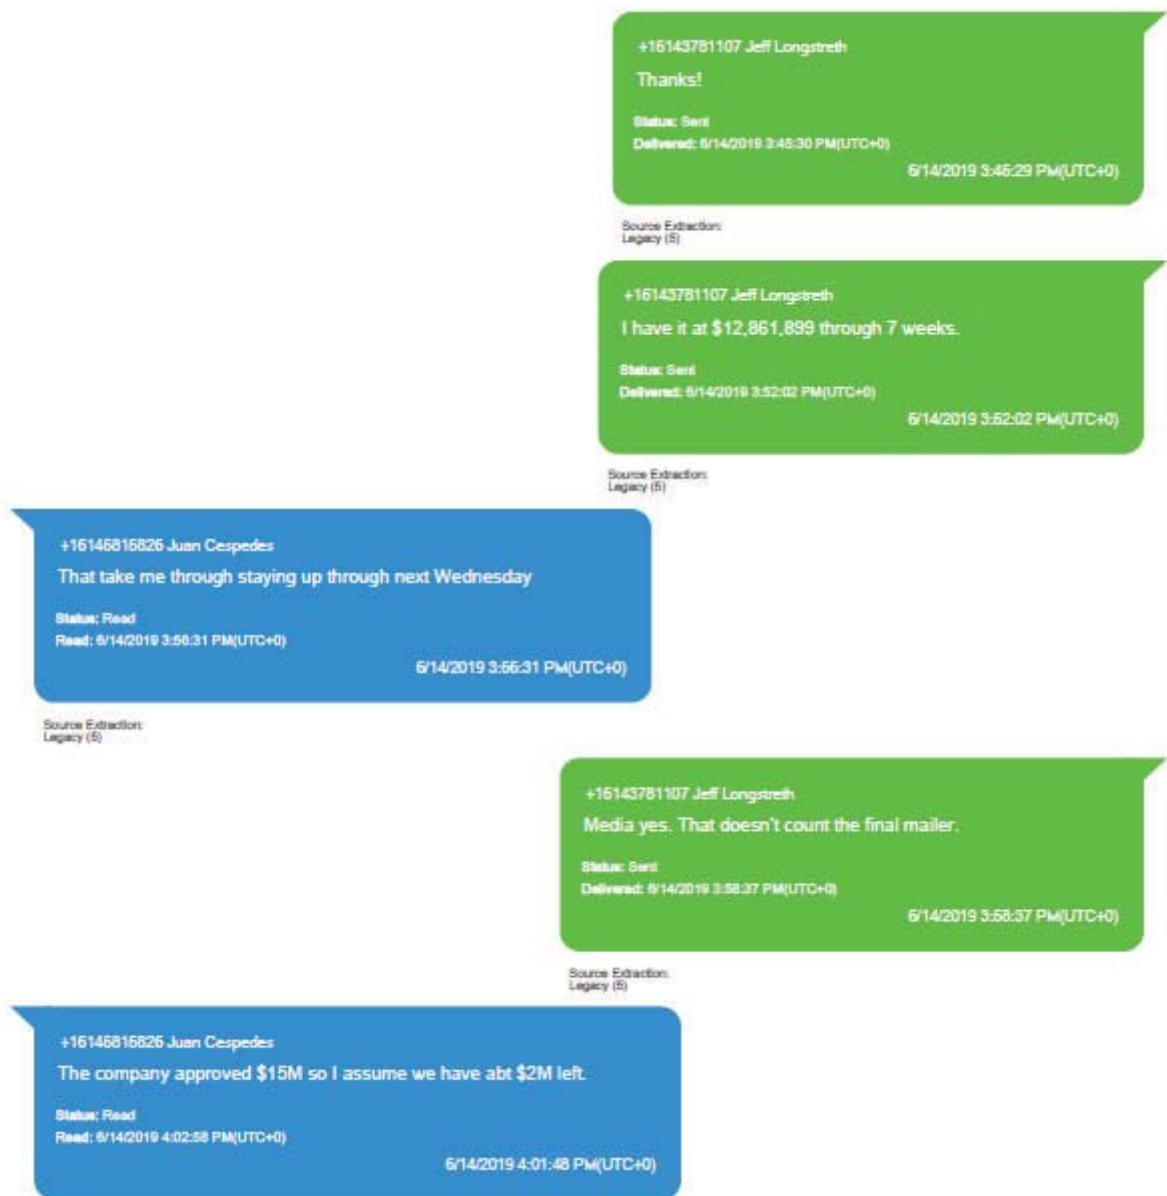 +16143781107 Jeff Longstreth
Thanks!
Status: Sent
Delivered: 6/14/2019 3:45:30 PM(UTC+0)
6/14/2019 3:45:29 PM(UTC+0)
Source Extraction:
Legacy (5)
+16143781107 Jeff Longstreth
I have it at $12,861,899 through 7 weeks.
Status: Sent
Delivered: 6/14/2019 3:52:02 PM(UTC+0)
6/14/2019 3:52:02 PM(UTC+0)
Source Extraction:
Legacy (5)
+16146816826 Juan Cespedes
That take me through staying up through next Wednesday
Status: Read
Read: 6/14/2019 3:56:31 PM(UTC+0)
6/14/2019 3:56:31 PM(UTC+0)
Source Extraction:
Legacy (5)
+16143781107 Jeff Longstreth
Media yes. That doesn't count the final mailer.
Status: Sent
Delivered: 6/14/2019 3:58:37 PM(UTC+0)
6/14/2019 3:58:37 PM(UTC+0)
Source Extraction:
Legacy (5)
+16146816826 Juan Cespedes
The company approved $15M so I assume we have abt $2M left.
Status: Read
Read: 6/14/2019 4:02:58 PM(UTC+0)
6/14/2019 4:01:48 PM(UTC+0)